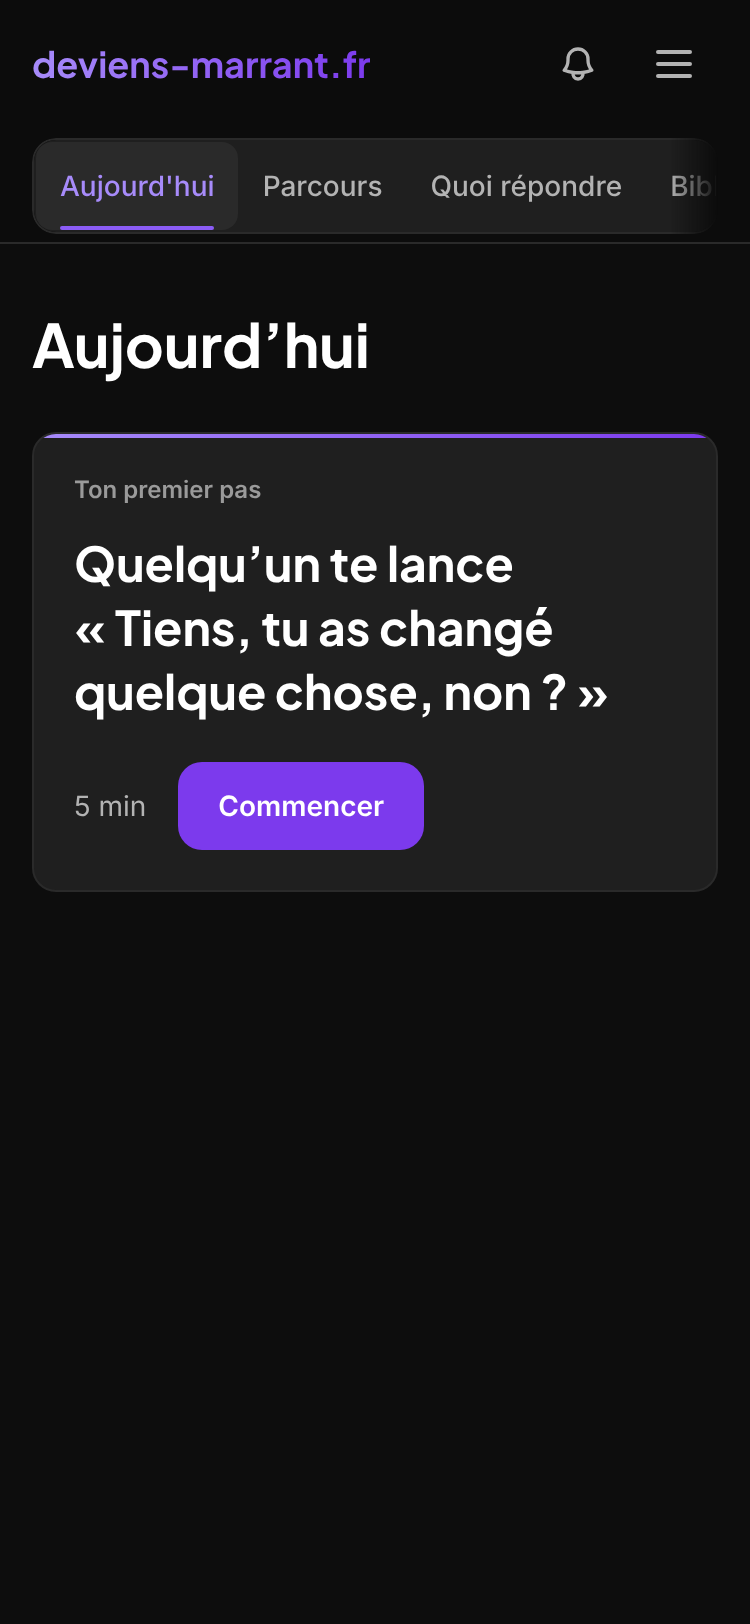 deviens-marrant.fr
Aujourd'hui Parcours Quoi répondre Bib
Aujourd’hui
Ton premier pas
Quelqu’un te lance
« Tiens, tu as changé
quelque chose, non ? »
5 min Commencer